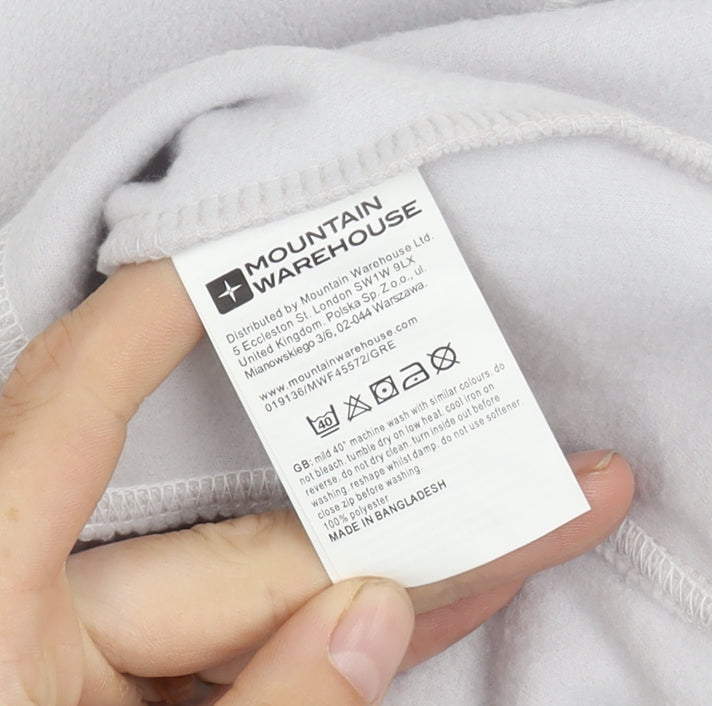 MOUNTAIN
WAREHOUSE
Distributed by Mountain Warehouse Ltd.
5 Eccleston St. London SW1W 9LX
United Kingdom. Polska Sp. Z o.o., ul.
Mianowskiego 3/6, 02-044 Warszawa.
www.mountainwarehouse.com
019136/MWF45572/GRE
40
GB: mild 40° machine wash with similar colours. do
not bleach. tumble dry on low heat. cool iron on
reverse. do not dry clean. turn inside out before
washing. reshape whilst damp. do not use softener.
close zip before washing.
100% polyester
MADE IN BANGLADESH